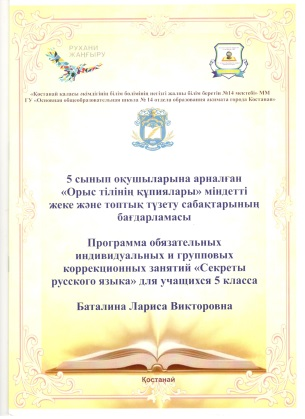 РУХАНИ
ЖАҢҒЫРУ
«Қостанай қаласы әкімдігінің білім бөлімінің негізгі жалпы білім беретін №14 мектебі» ММ
ГУ «Основная общеобразовательная школа № 14 отдела образования акимата города Костаная»
5 сынып оқушыларына арналған
«Орыс тілінің құпиялары» міндетті
жеке және топтық түзету сабақтарының
бағдарламасы
Программа обязательных
индивидуальных и групповых
коррекционных занятий «Секреты
русского языка» для учащихся 5 класса
Баталина Лариса Викторовна
Қостанай